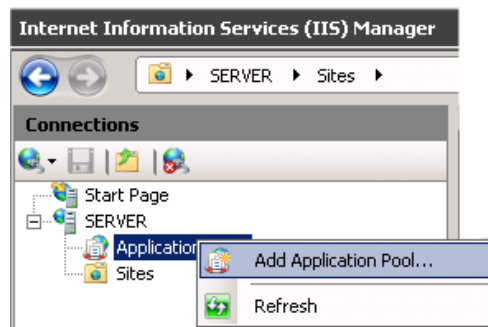 Internet Information Services (IIS) Manager
SERVER Sites
Connections
Start Page
SERVER
Application
Add Application Pool...
Sites
Refresh